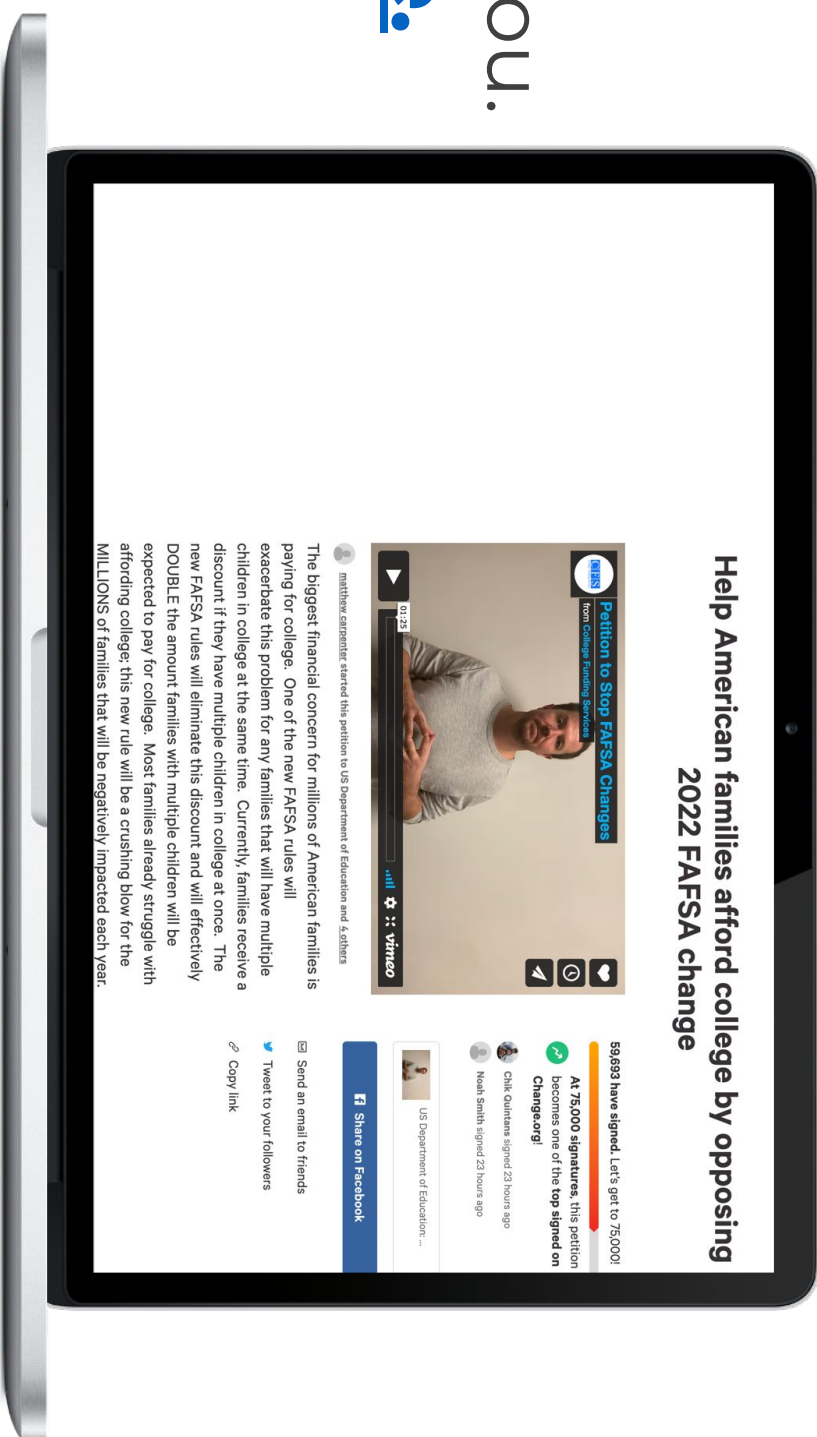 ou.
Help American families afford college by opposing
2022 FAFSA change
CFS
Petition to Stop FAFSA Changes
from College Funding Services
01:25
vimeo
matthew carpenter started this petition to US Department of Education and 4 others
The biggest financial concern for millions of American families is
paying for college. One of the new FAFSA rules will
exacerbate this problem for any families that will have multiple
children in college at the same time. Currently, families receive a
discount if they have multiple children in college at once. The
new FAFSA rules will eliminate this discount and will effectively
DOUBLE the amount families with multiple children will be
expected to pay for college. Most families already struggle with
affording college; this new rule will be a crushing blow for the
MILLIONS of families that will be negatively impacted each year.
59,693 have signed. Let's get to 75,000!
At 75,000 signatures, this petition
becomes one of the top signed on
Change.org!
Chik Quintans signed 23 hours ago
Noah Smith signed 23 hours ago
US Department of Education: ...
Share on Facebook
Send an email to friends
Tweet to your followers
Copy link